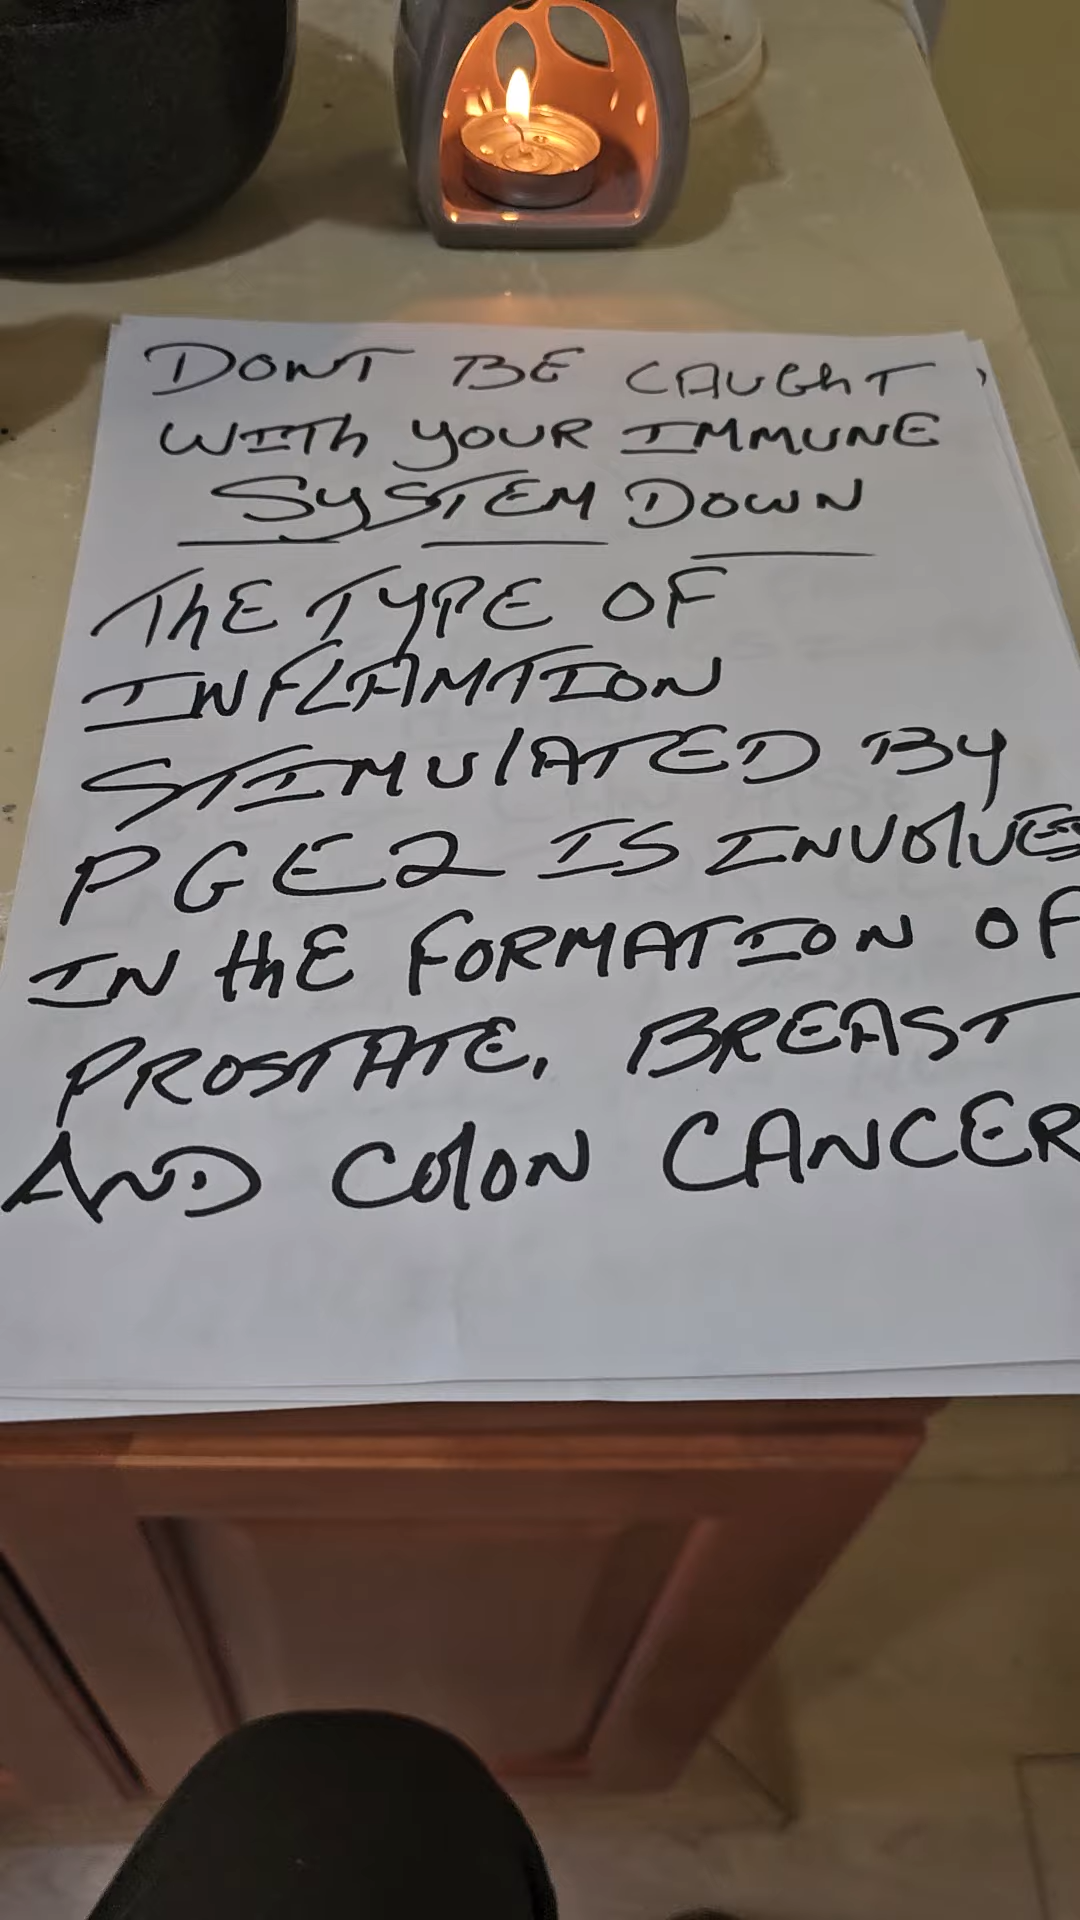 DONT BE CAUGhT
WITh YOUR IMMUNE
SYSTEM DOWN
ThE TYPE OF
INFLAMTION
STIMULATED By
PGE2 IS INVOLVES
IN thE FORMATION OF
PROSTATE, BREAST
AND COLON CANCER